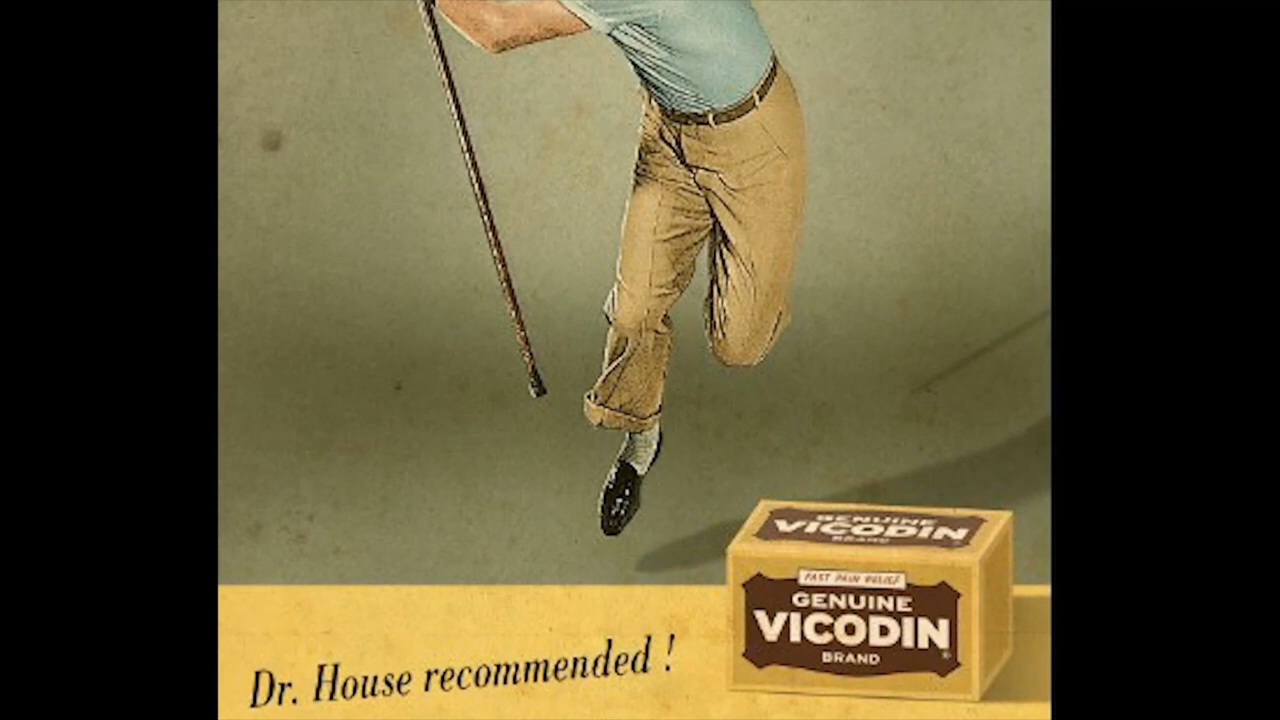 GENUINE
VICODIN
BRAND
FAST PAIN RELIEF
GENUINE
VICODIN
BRAND
Dr. House recommended !